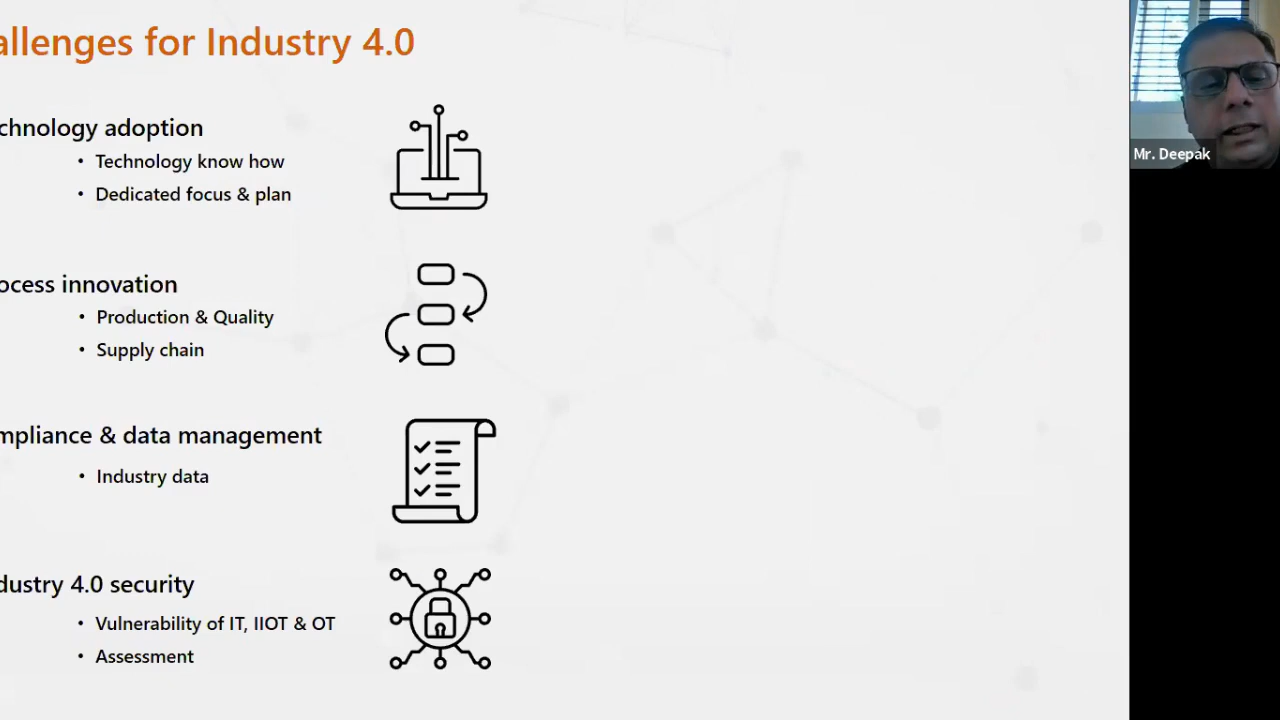 allenges for Industry 4.0
chnology adoption
• Technology know how
• Dedicated focus & plan
ocess innovation
• Production & Quality
• Supply chain
mpliance & data management
• Industry data
dustry 4.0 security
• Vulnerability of IT, IIOT & OT
• Assessment
Mr. Deepak